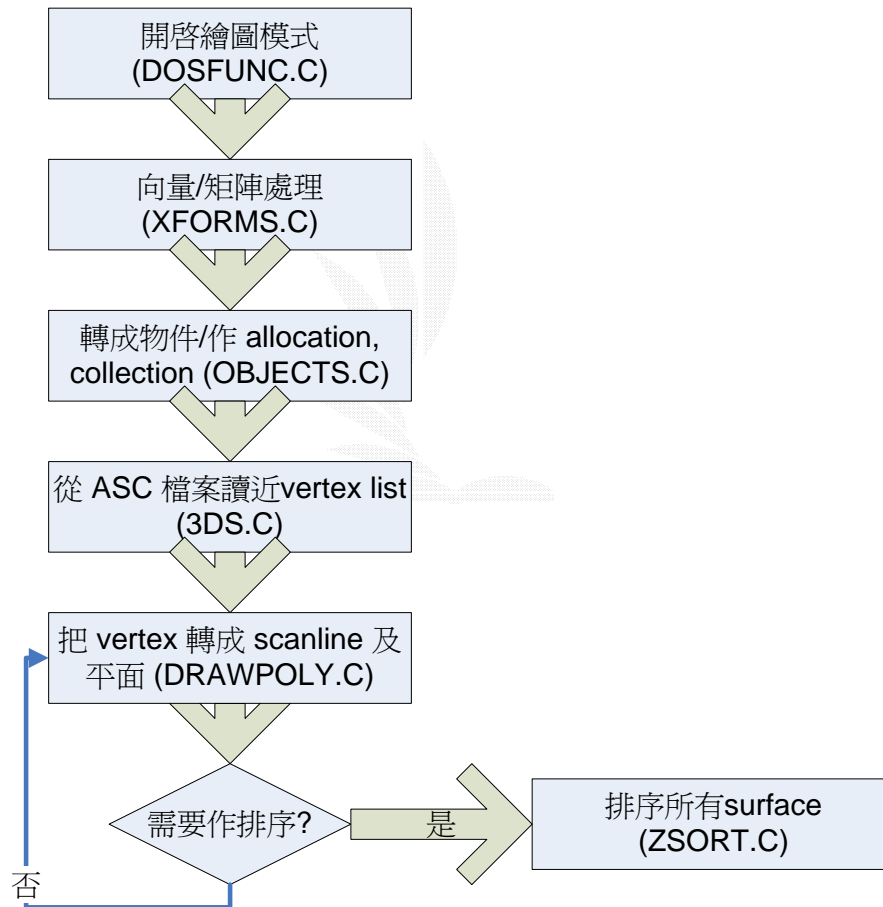 開啓繪圖模式
(DOSFUNC.C)
向量/矩陣處理
(XFORMS.C)
轉成物件/作 allocation,
collection (OBJECTS.C)
從 ASC 檔案讀近vertex list
(3DS.C)
把 vertex 轉成 scanline 及
平面 (DRAWPOLY.C)
需要作排序?
是
排序所有surface
(ZSORT.C)
否